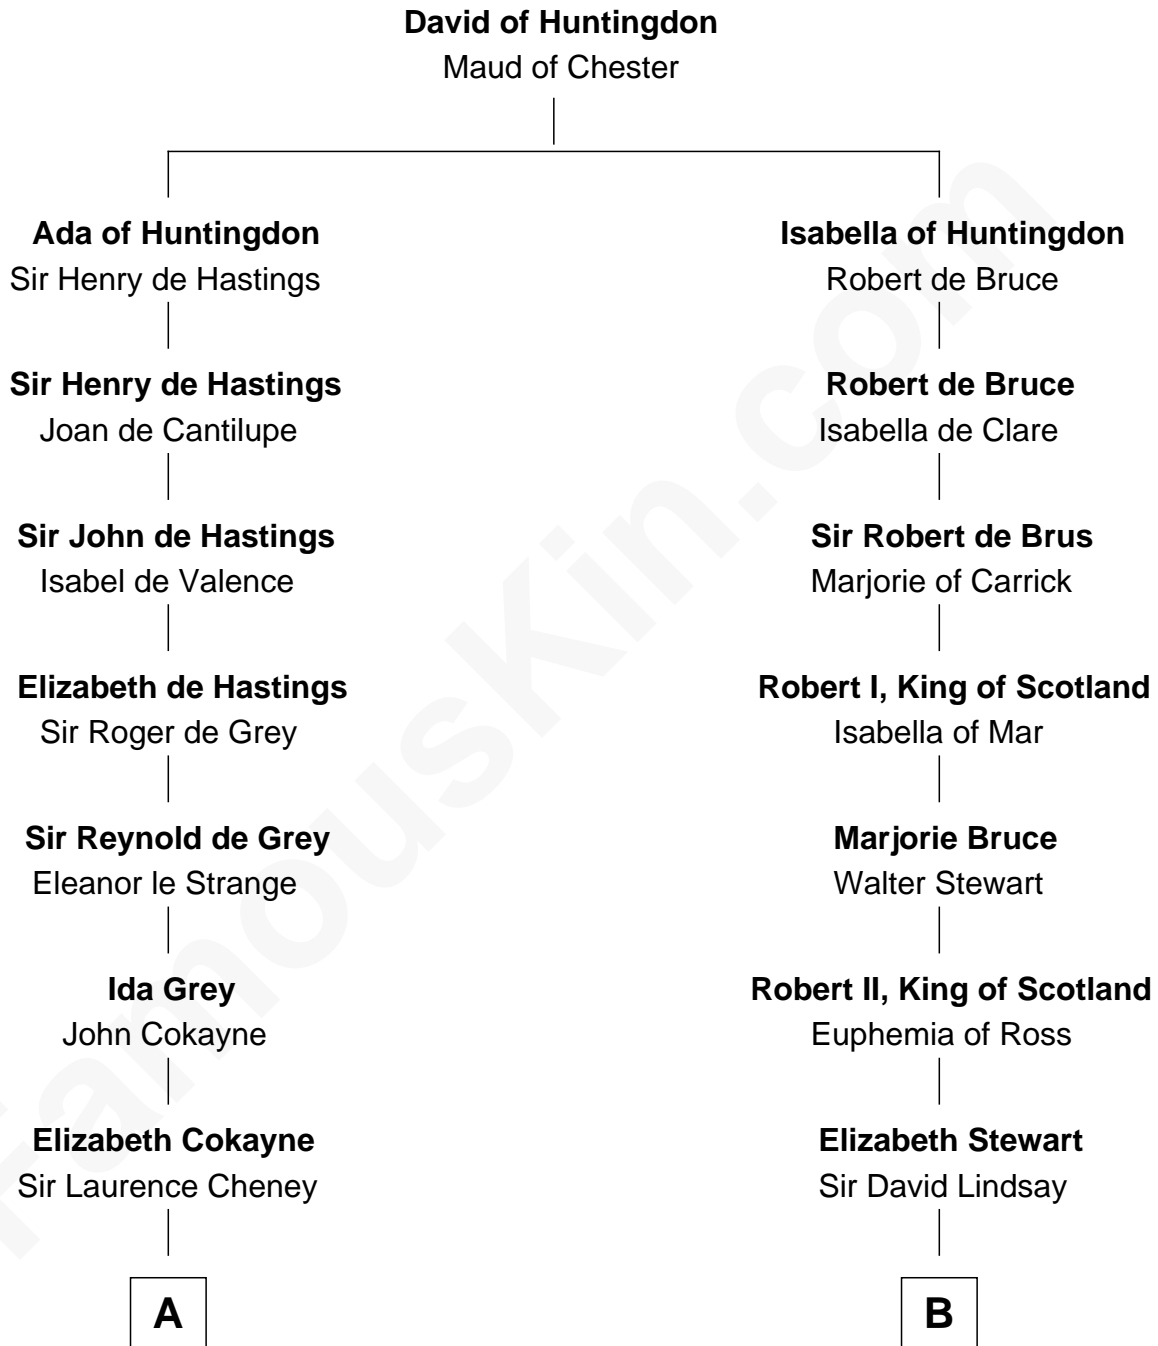 David of Huntingdon
Maud of Chester
Ada of Huntingdon
Sir Henry de Hastings
Isabella of Huntingdon
Robert de Bruce
Sir Henry de Hastings
Joan de Cantilupe
Robert de Bruce
Isabella de Clare
Sir John de Hastings
Isabel de Valence
Sir Robert de Brus
Marjorie of Carrick
Elizabeth de Hastings
Sir Roger de Grey
Robert I, King of Scotland
Isabella of Mar
Sir Reynold de Grey
Eleanor le Strange
Marjorie Bruce
Walter Stewart
Ida Grey
John Cokayne
Robert II, King of Scotland
Euphemia of Ross
Elizabeth Cokayne
Sir Laurence Cheney
Elizabeth Stewart
Sir David Lindsay
A
B
FamousKin.com